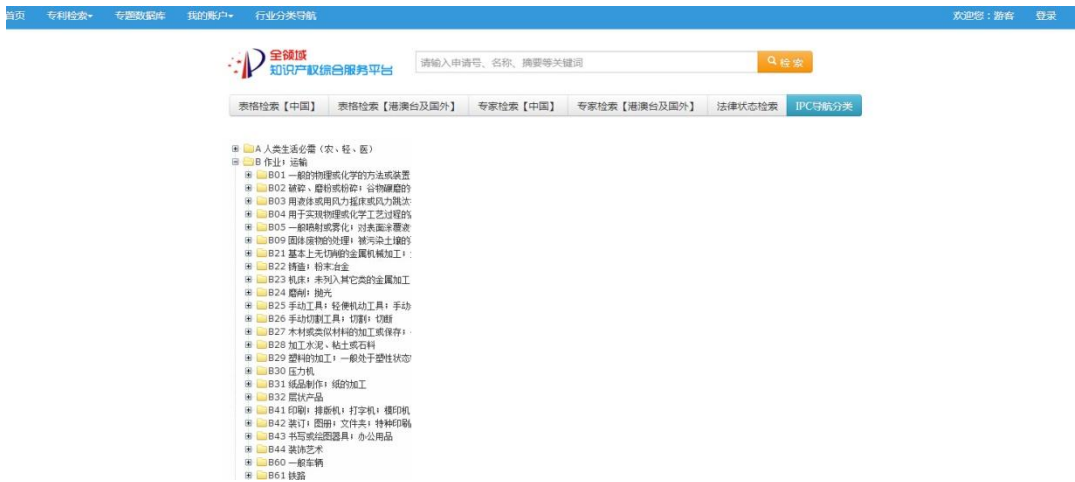 首页 专利检索 专题数据库 我的账户 行业分类导航 欢迎您：游客 登录
全领域
知识产权综合服务平台
请输入申请号、名称、摘要等关键词 检索
表格检索【中国】 表格检索【港澳台及国外】 专家检索【中国】 专家检索【港澳台及国外】 法律状态检索 IPC导航分类
A 人类生活必需（农、轻、医）
B 作业；运输
B01 一般的物理或化学的方法或装置
B02 破碎、磨粉或粉碎；谷物碾磨的
B03 用液体或用风力摇床或风力跳汰
B04 用于实现物理或化学工艺过程的
B05 一般喷射或雾化；对表面涂覆液
B09 固体废物的处理；被污染土壤的
B21 基本上无切削的金属机械加工；
B22 铸造；粉末冶金
B23 机床；未列入其它类的金属加工
B24 磨削；抛光
B25 手动工具；轻便机动工具；手动
B26 手动切割工具；切割；切断
B27 木材或类似材料的加工或保存；
B28 加工水泥、粘土或石料
B29 塑料的加工；一般处于塑性状态
B30 压力机
B31 纸品制作；纸的加工
B32 层状产品
B41 印刷；排版机；打字机；模印机
B42 装订；图册；文件夹；特种印刷
B43 书写或绘图器具；办公用品
B44 装饰艺术
B60 一般车辆
B61 铁路